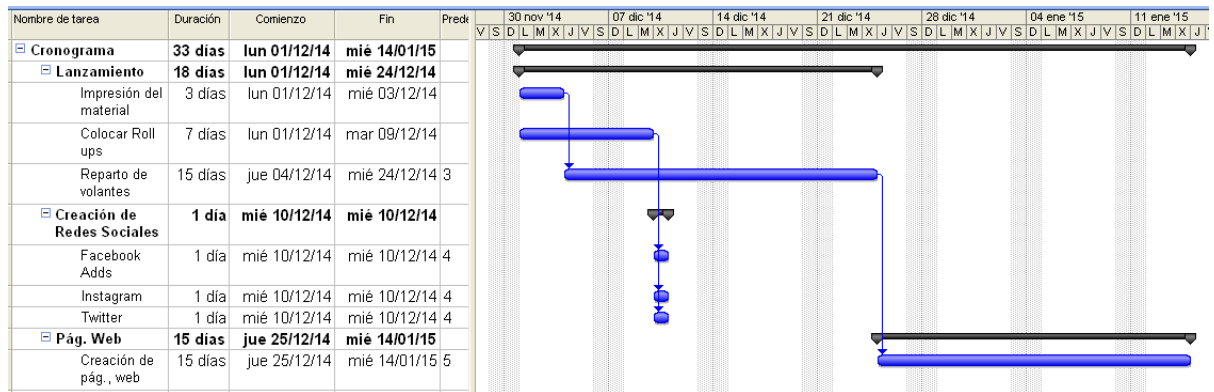 Nombre de tarea Duración Comienzo Fin Prede 30 nov '14 07 dic '14 14 dic '14 21 dic '14 28 dic '14 04 ene '15 11 ene '15
V S D L M X J V S D L M X J V S D L M X J V S D L M X J V S D L M X J V S D L M X J V S D L M X J
Cronograma 33 días lun 01/12/14 mié 14/01/15
Lanzamiento 18 días lun 01/12/14 mié 24/12/14
Impresión del 3 días lun 01/12/14 mié 03/12/14
material
Colocar Roll 7 días lun 01/12/14 mar 09/12/14
ups
Reparto de 15 días jue 04/12/14 mié 24/12/14 3
volantes
Creación de 1 día mié 10/12/14 mié 10/12/14
Redes Sociales
Facebook 1 día mié 10/12/14 mié 10/12/14 4
Adds
Instagram 1 día mié 10/12/14 mié 10/12/14 4
Twitter 1 día mié 10/12/14 mié 10/12/14 4
Pág. Web 15 días jue 25/12/14 mié 14/01/15
Creación de 15 días jue 25/12/14 mié 14/01/15 5
pág., web